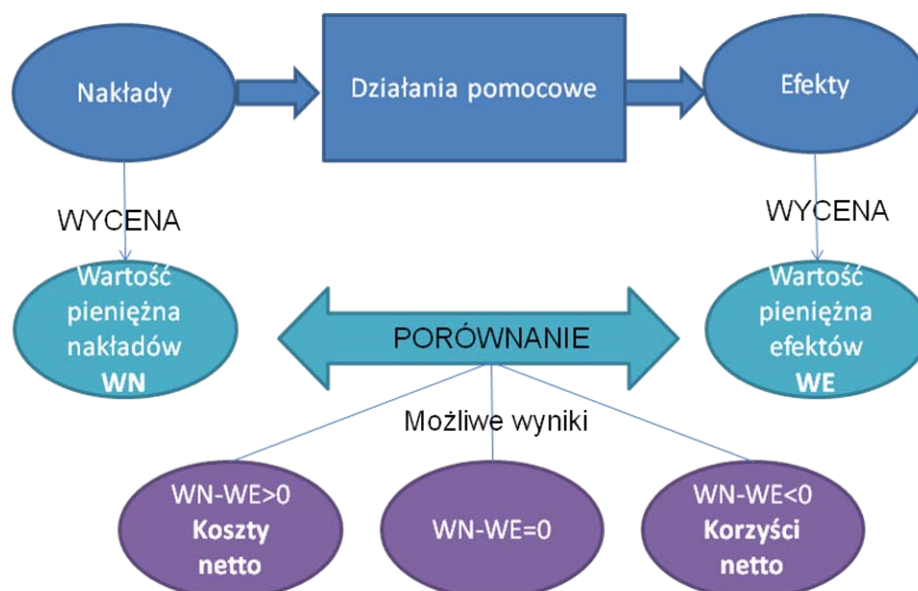 Nakłady
Działania pomocowe
Efekty
WYCENA
WYCENA
Wartość
pieniężna
nakładów
WN
PORÓWNANIE
Wartość
pieniężna
efektów
WE
Możliwe wyniki
WN-WE>0
Koszty
netto
WN-WE=0
WN-WE<0
Korzyści
netto